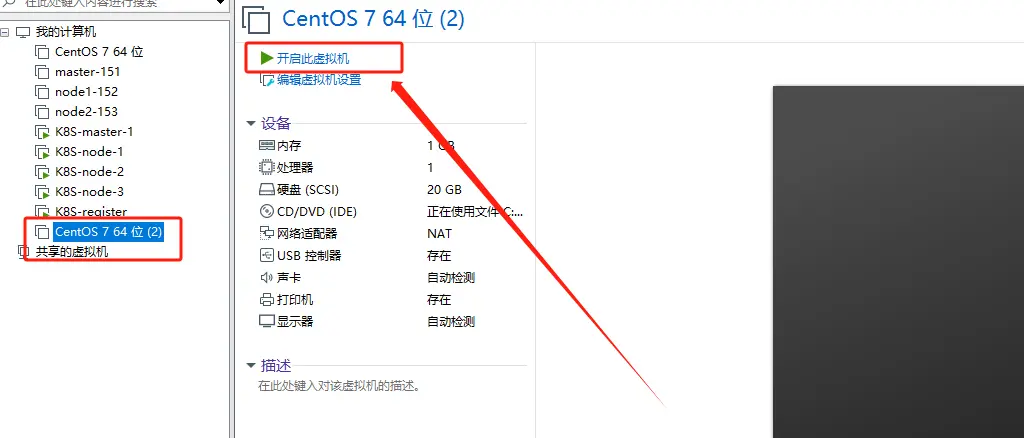 在此处键入内容进行搜索
我的计算机
CentOS 7 64 位
master-151
node1-152
node2-153
K8S-master-1
K8S-node-1
K8S-node-2
K8S-node-3
K8S-register
CentOS 7 64 位 (2)
共享的虚拟机
CentOS 7 64 位 (2)
开启此虚拟机
编辑虚拟机设置
设备
内存 1 GB
处理器 1
硬盘 (SCSI) 20 GB
CD/DVD (IDE) 正在使用文件 C:...
网络适配器 NAT
USB 控制器 存在
声卡 自动检测
打印机 存在
显示器 自动检测
描述
在此处键入对该虚拟机的描述。